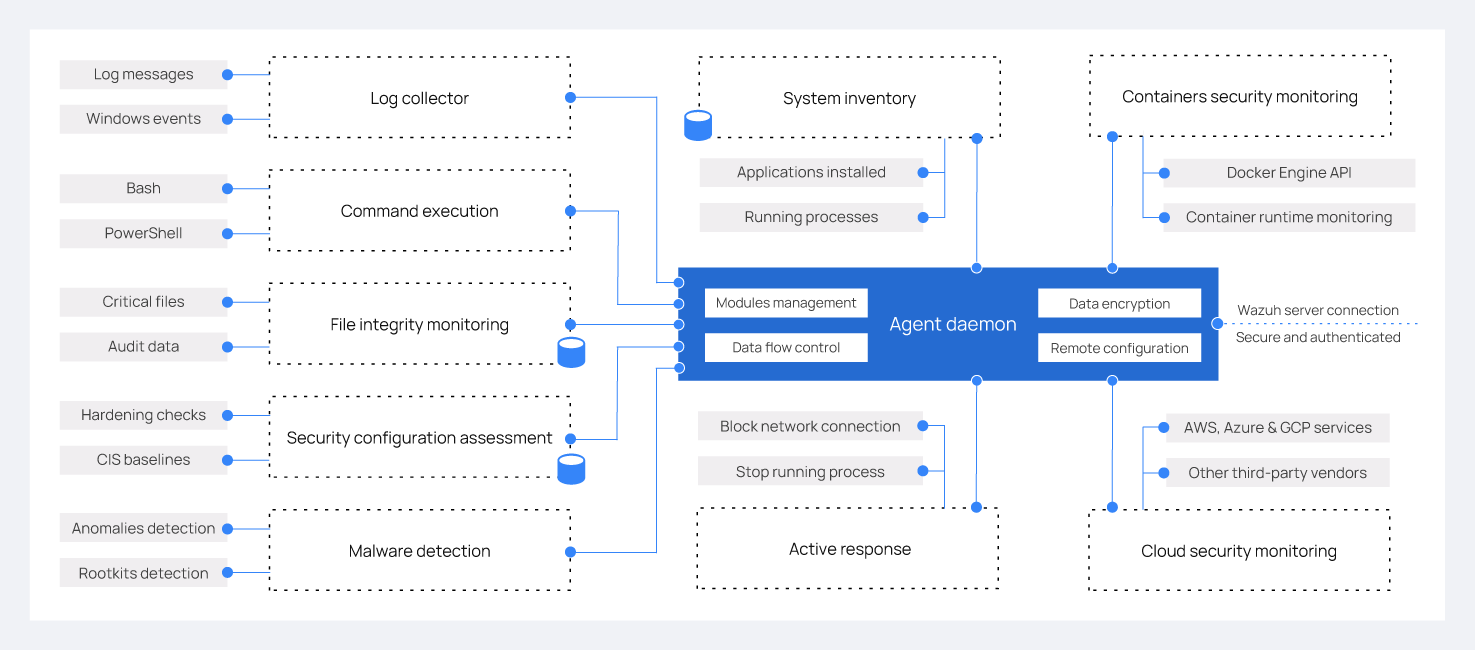 Log messages
Windows events
Log collector
Bash
PowerShell
Command execution
Critical files
Audit data
File integrity monitoring
Hardening checks
CIS baselines
Security configuration assessment
Anomalies detection
Rootkits detection
Malware detection
System inventory
Applications installed
Running processes
Containers security monitoring
Docker Engine API
Container runtime monitoring
Modules management
Data flow control
Agent daemon
Data encryption
Remote configuration
Wazuh server connection
Secure and authenticated
Block network connection
Stop running process
Active response
AWS, Azure & GCP services
Other third-party vendors
Cloud security monitoring